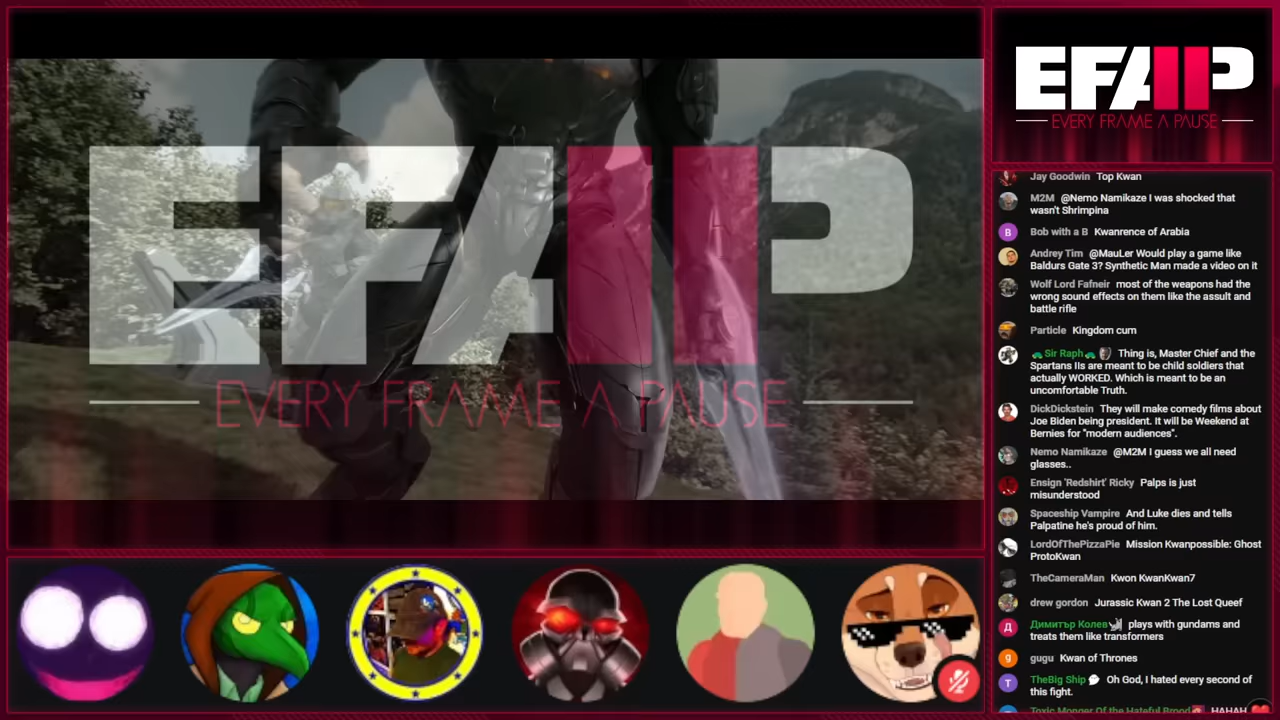 EFAP
EVERY FRAME A PAUSE
EFAP
EVERY FRAME A PAUSE
Jay Goodwin Top Kwan
M2M @Nemo Namikaze I was shocked that
wasn't Shrimpina
B
Bob with a B Kwanrence of Arabia
Andrey Tim @MauLer Would play a game like
Baldurs Gate 3? Synthetic Man made a video on it
Wolf Lord Fafneir most of the weapons had the
wrong sound effects on them like the assult and
battle rifle
Particle Kingdom cum
Sir Raph Thing is, Master Chief and the
Spartans IIs are meant to be child soldiers that
actually WORKED. Which is meant to be an
uncomfortable Truth.
DickDickstein They will make comedy films about
Joe Biden being president. It will be Weekend at
Bernies for "modern audiences".
Nemo Namikaze @M2M I guess we all need
glasses..
Ensign 'Redshirt' Ricky Palps is just
misunderstood
Spaceship Vampire And Luke dies and tells
Palpatine he's proud of him.
LordOfThePizzaPie Mission Kwanpossible: Ghost
ProtoKwan
TheCameraMan Kwon KwanKwan7
drew gordon Jurassic Kwan 2 The Lost Queef
Д
Димитър Колев plays with gundams and
treats them like transformers
g
gugu Kwan of Thrones
T
TheBig Ship Oh God, I hated every second of
this fight.
Toxic Monger Of the Hateful Brood HAHAH